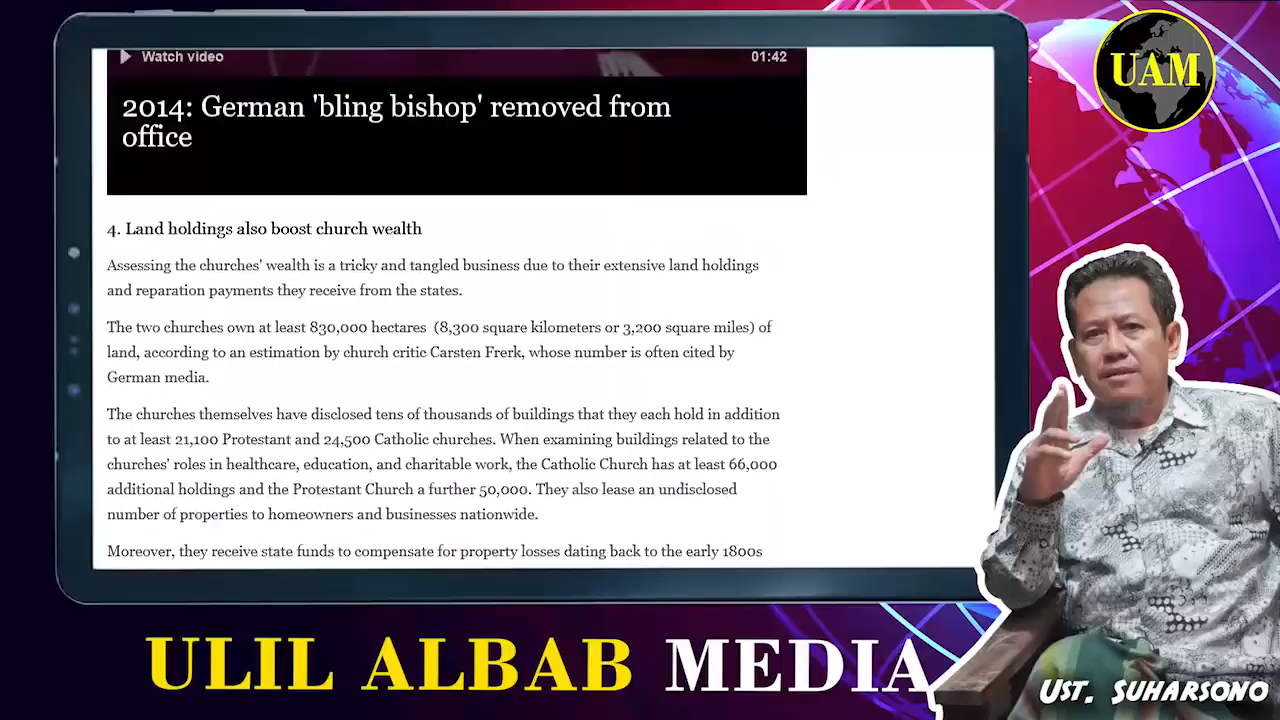 Watch video
01:42
2014: German 'bling bishop' removed from
office
4. Land holdings also boost church wealth
Assessing the churches' wealth is a tricky and tangled business due to their extensive land holdings
and reparation payments they receive from the states.
The two churches own at least 830,000 hectares (8,300 square kilometers or 3,200 square miles) of
land, according to an estimation by church critic Carsten Frerk, whose number is often cited by
German media.
The churches themselves have disclosed tens of thousands of buildings that they each hold in addition
to at least 21,100 Protestant and 24,500 Catholic churches. When examining buildings related to the
churches' roles in healthcare, education, and charitable work, the Catholic Church has at least 66,000
additional holdings and the Protestant Church a further 50,000. They also lease an undisclosed
number of properties to homeowners and businesses nationwide.
Moreover, they receive state funds to compensate for property losses dating back to the early 1800s
UAM
ULIL ALBAB MEDIA
UST. SUHARSONO